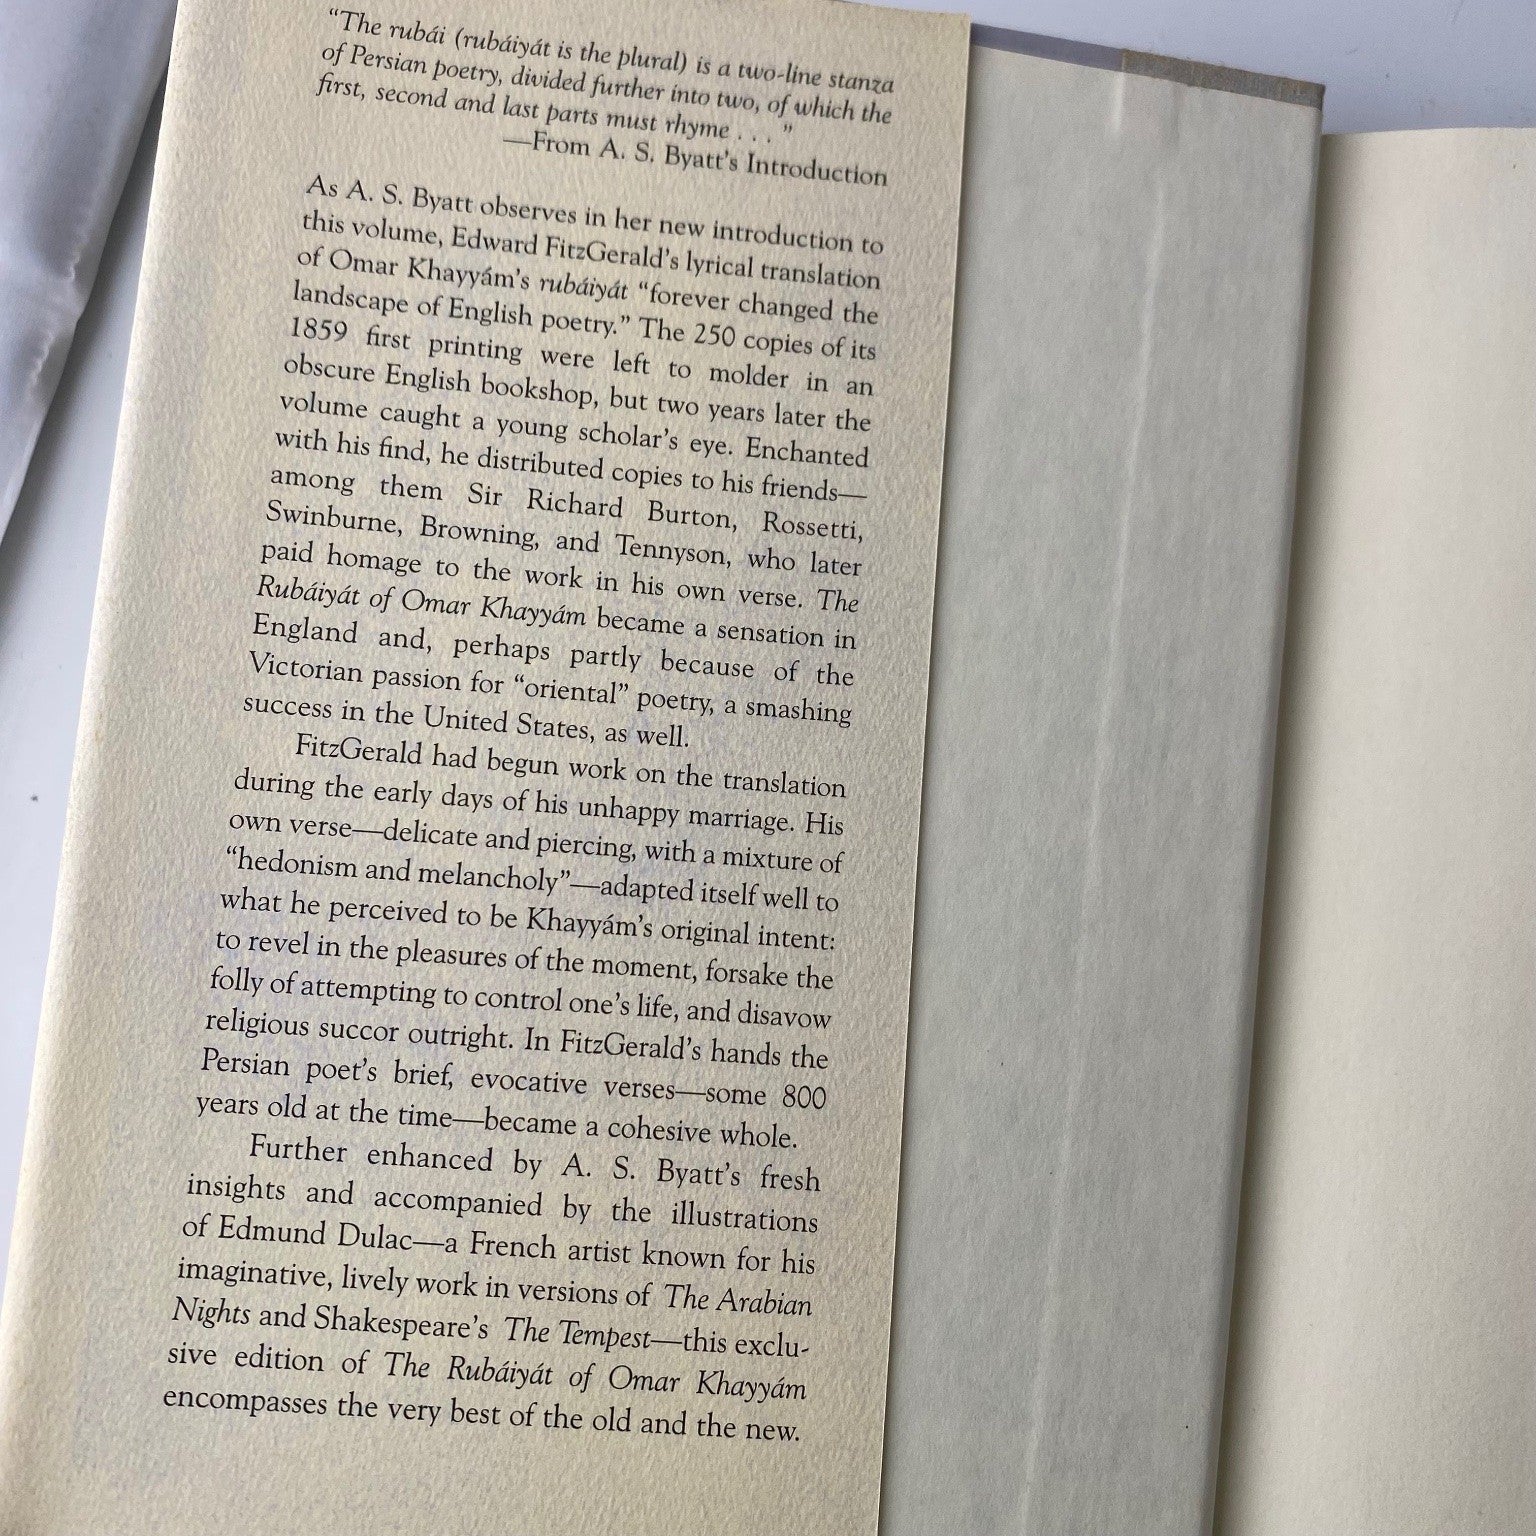 “The rubái (rubáiyát is the plural) is a two-line stanza
of Persian poetry, divided further into two, of which the
first, second and last parts must rhyme . . . ”
—From A. S. Byatt’s Introduction
As A. S. Byatt observes in her new introduction to
this volume, Edward FitzGerald’s lyrical translation
of Omar Khayyám’s rubáiyát “forever changed the
landscape of English poetry.” The 250 copies of its
1859 first printing were left to molder in an
obscure English bookshop, but two years later the
volume caught a young scholar’s eye. Enchanted
with his find, he distributed copies to his friends—
among them Sir Richard Burton, Rossetti,
Swinburne, Browning, and Tennyson, who later
paid homage to the work in his own verse. The
Rubáiyát of Omar Khayyám became a sensation in
England and, perhaps partly because of the
Victorian passion for “oriental” poetry, a smashing
success in the United States, as well.
FitzGerald had begun work on the translation
during the early days of his unhappy marriage. His
own verse—delicate and piercing, with a mixture of
“hedonism and melancholy”—adapted itself well to
what he perceived to be Khayyám’s original intent:
to revel in the pleasures of the moment, forsake the
folly of attempting to control one’s life, and disavow
religious succor outright. In FitzGerald’s hands the
Persian poet’s brief, evocative verses—some 800
years old at the time—became a cohesive whole.
Further enhanced by A. S. Byatt’s fresh
insights and accompanied by the illustrations
of Edmund Dulac—a French artist known for his
imaginative, lively work in versions of The Arabian
Nights and Shakespeare’s The Tempest—this exclu-
sive edition of The Rubáiyát of Omar Khayyám
encompasses the very best of the old and the new.